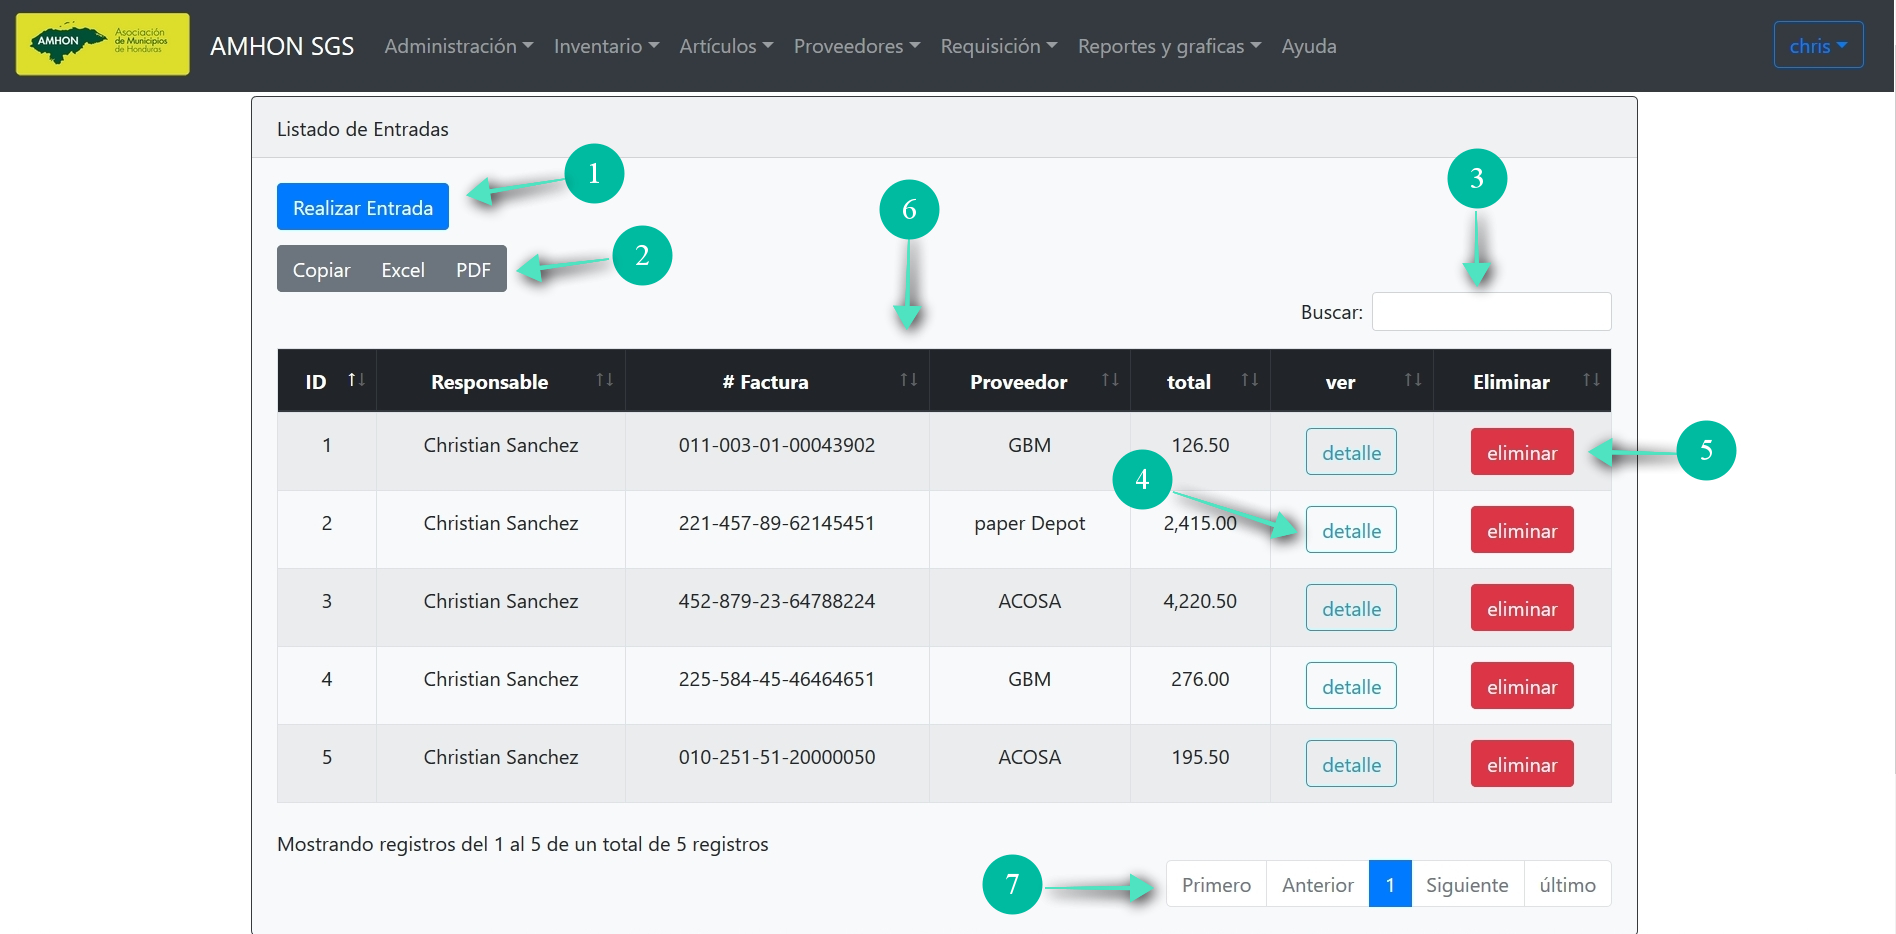 AMHON
Asociación
de Municipios
de Honduras
AMHON SGS Administración Inventario Artículos Proveedores Requisición Reportes y graficas Ayuda chris
Listado de Entradas
1
Realizar Entrada
2
Copiar Excel PDF
6
3
Buscar:
ID Responsable # Factura Proveedor total ver Eliminar
1 Christian Sanchez 011-003-01-00043902 GBM 126.50 detalle eliminar
5
4
2 Christian Sanchez 221-457-89-62145451 paper Depot 2,415.00 detalle eliminar
3 Christian Sanchez 452-879-23-64788224 ACOSA 4,220.50 detalle eliminar
4 Christian Sanchez 225-584-45-46464651 GBM 276.00 detalle eliminar
5 Christian Sanchez 010-251-51-20000050 ACOSA 195.50 detalle eliminar
Mostrando registros del 1 al 5 de un total de 5 registros
7
Primero Anterior 1 Siguiente último